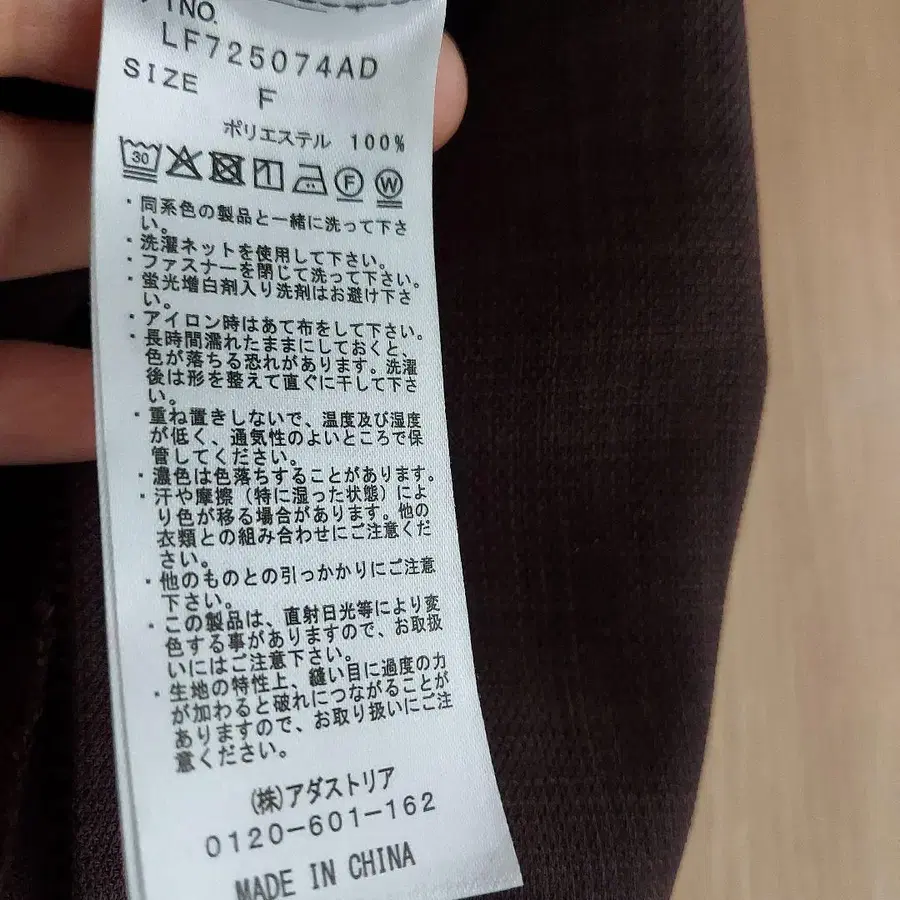 NO.
LF725074AD
SIZE F
ポリエステル 100%
30 F W
・同系色の製品と一緒に洗って下さ
い。
・洗濯ネットを使用して下さい。
・ファスナーを閉じて洗って下さい。
・蛍光増白剤入り洗剤はお避け下さ
い。
・アイロン時はあて布をして下さい。
・長時間濡れたままにしておくと、
色が落ちる恐れがあります。洗濯
後は形を整えて直ぐに干して下さ
い。
・重ね置きしないで、温度及び湿度
が低く、通気性のよいところで保
管してください。
・濃色は色落ちすることがあります。
・汗や摩擦（特に湿った状態）によ
り色が移る場合があります。他の
衣類との組み合わせにご注意くだ
さい。
・他のものとの引っかかりにご注意
下さい。
・この製品は、直射日光等により変
色する事がありますので、お取扱
いにはご注意下さい。
・生地の特性上、縫い目に過度の力
が加わると破れにつながることが
ありますので、お取り扱いにご注
意ください。
(株)アダストリア
0120-601-162
MADE IN CHINA